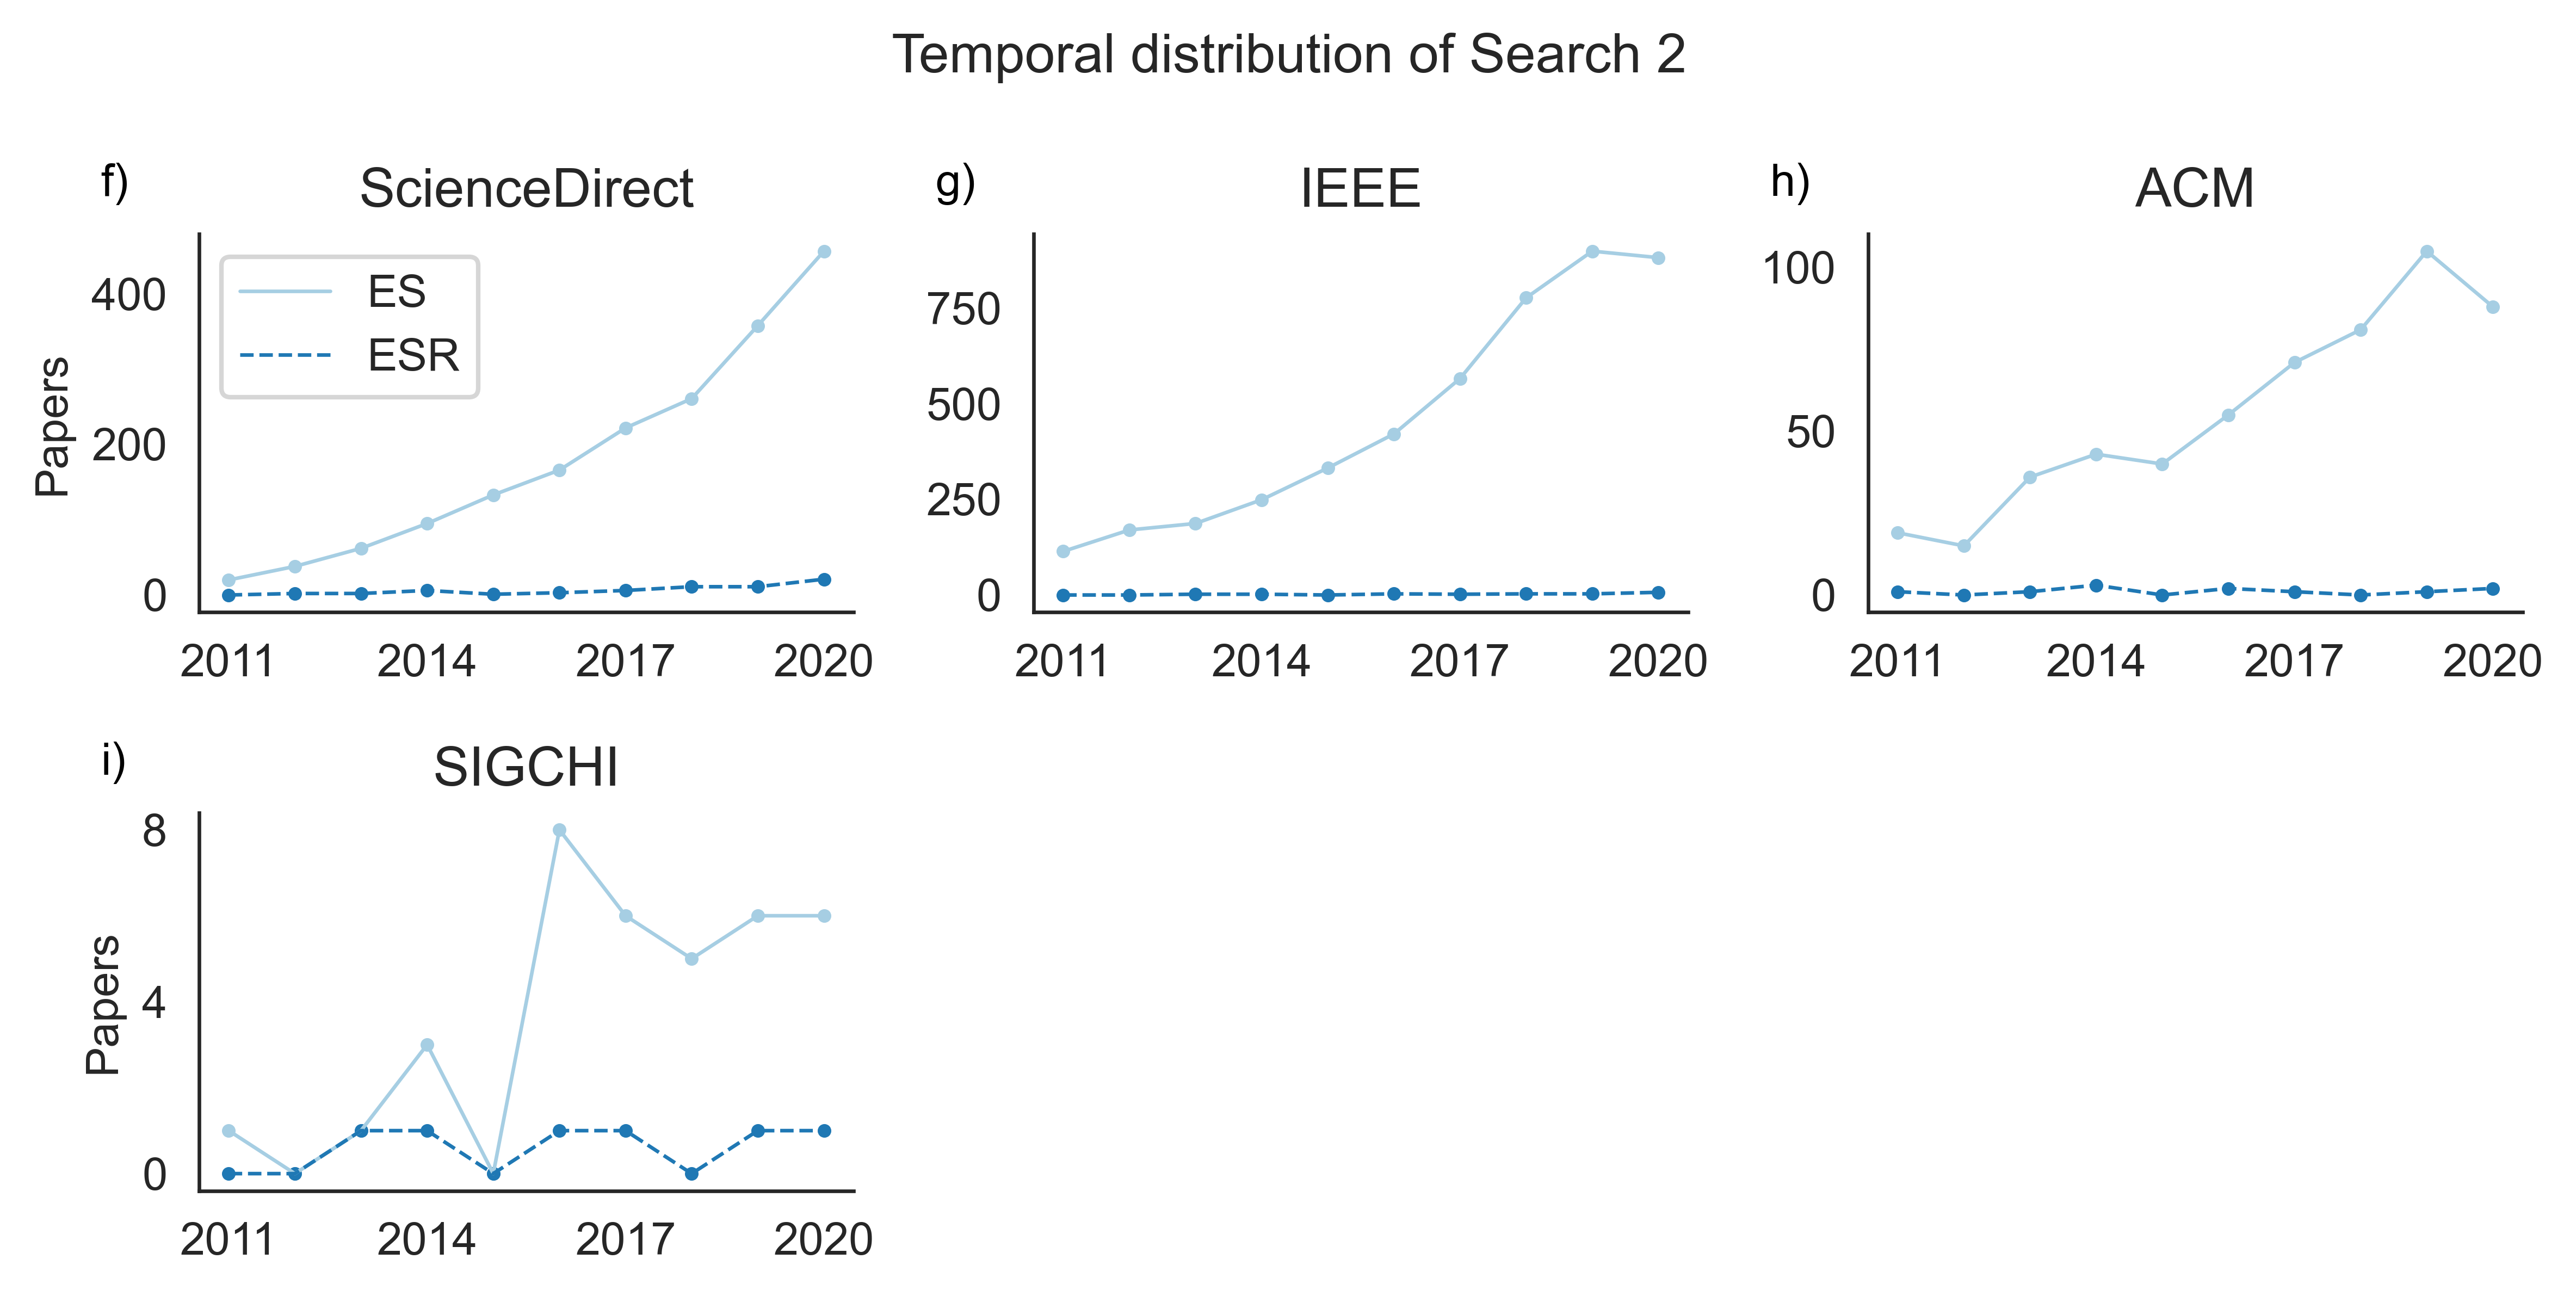 Temporal distribution of Search 2
f)
ScienceDirect
400
200
0
Papers
ES
ESR
2011 2014 2017 2020
g)
IEEE
750
500
250
0
2011 2014 2017 2020
h)
ACM
100
50
0
2011 2014 2017 2020
i)
SIGCHI
8
4
0
Papers
2011 2014 2017 2020